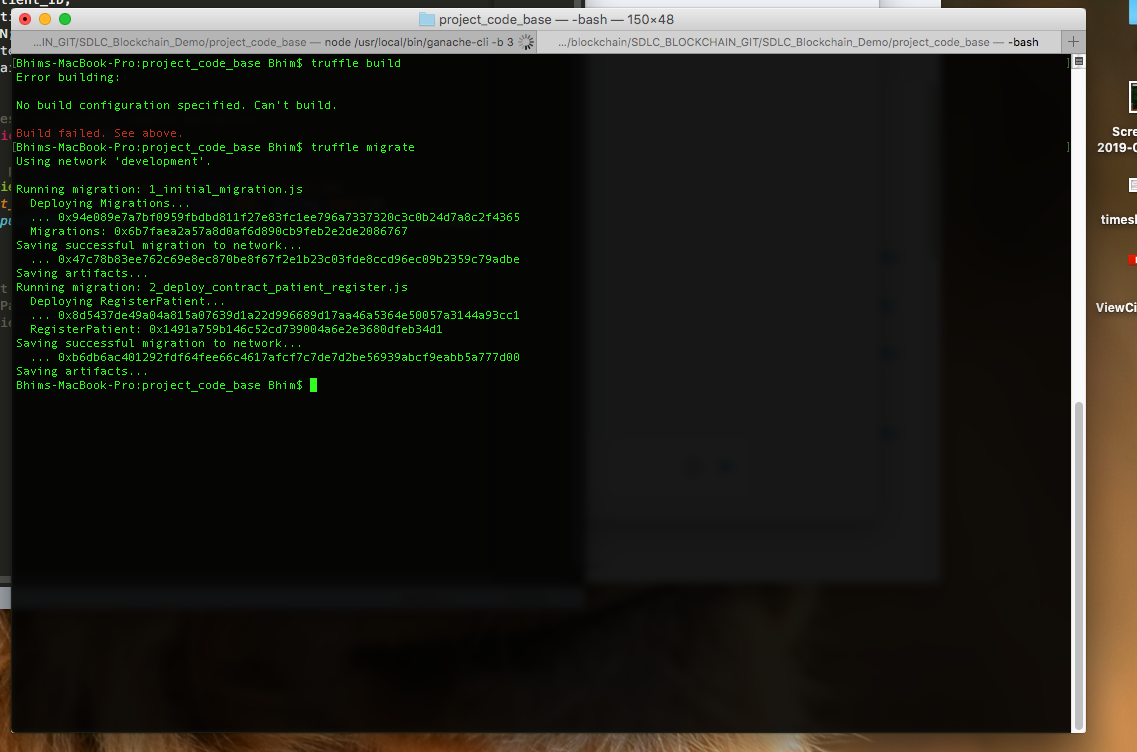 project_code_base — -bash — 150×48
...IN_GIT/SDLC_Blockchain_Demo/project_code_base — node /usr/local/bin/ganache-cli -b 3
.../blockchain/SDLC_BLOCKCHAIN_GIT/SDLC_Blockchain_Demo/project_code_base — -bash
[Bhims-MacBook-Pro:project_code_base Bhim$ truffle build ]
Error building:
No build configuration specified. Can't build.
Build failed. See above.
[Bhims-MacBook-Pro:project_code_base Bhim$ truffle migrate ]
Using network 'development'.
Running migration: 1_initial_migration.js
Deploying Migrations...
... 0x94e089e7a7bf0959fbdbd811f27e83fc1ee796a7337320c3c0b24d7a8c2f4365
Migrations: 0x6b7faea2a57a8d0af6d890cb9feb2e2de2086767
Saving successful migration to network...
... 0x47c78b83ee762c69e8ec870be8f67f2e1b23c03fde8ccd96ec09b2359c79adbe
Saving artifacts...
Running migration: 2_deploy_contract_patient_register.js
Deploying RegisterPatient...
... 0x8d5437de49a04a815a07639d1a22d996689d17aa46a5364e50057a3144a93cc1
RegisterPatient: 0x1491a759b146c52cd739004a6e2e3680dfeb34d1
Saving successful migration to network...
... 0xb6db6ac401292fdf64fee66c4617afcf7c7de7d2be56939abcf9eabb5a777d00
Saving artifacts...
Bhims-MacBook-Pro:project_code_base Bhim$
Scre
2019-0
times
ViewCi